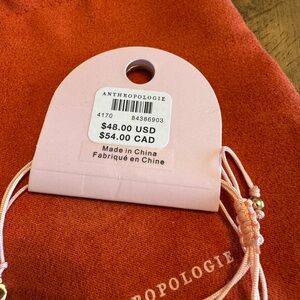 ANTHROPOLOGIE
4170 84386903
$48.00 USD
$54.00 CAD
Made in China
Fabriqué en Chine
ROPOLOGIE